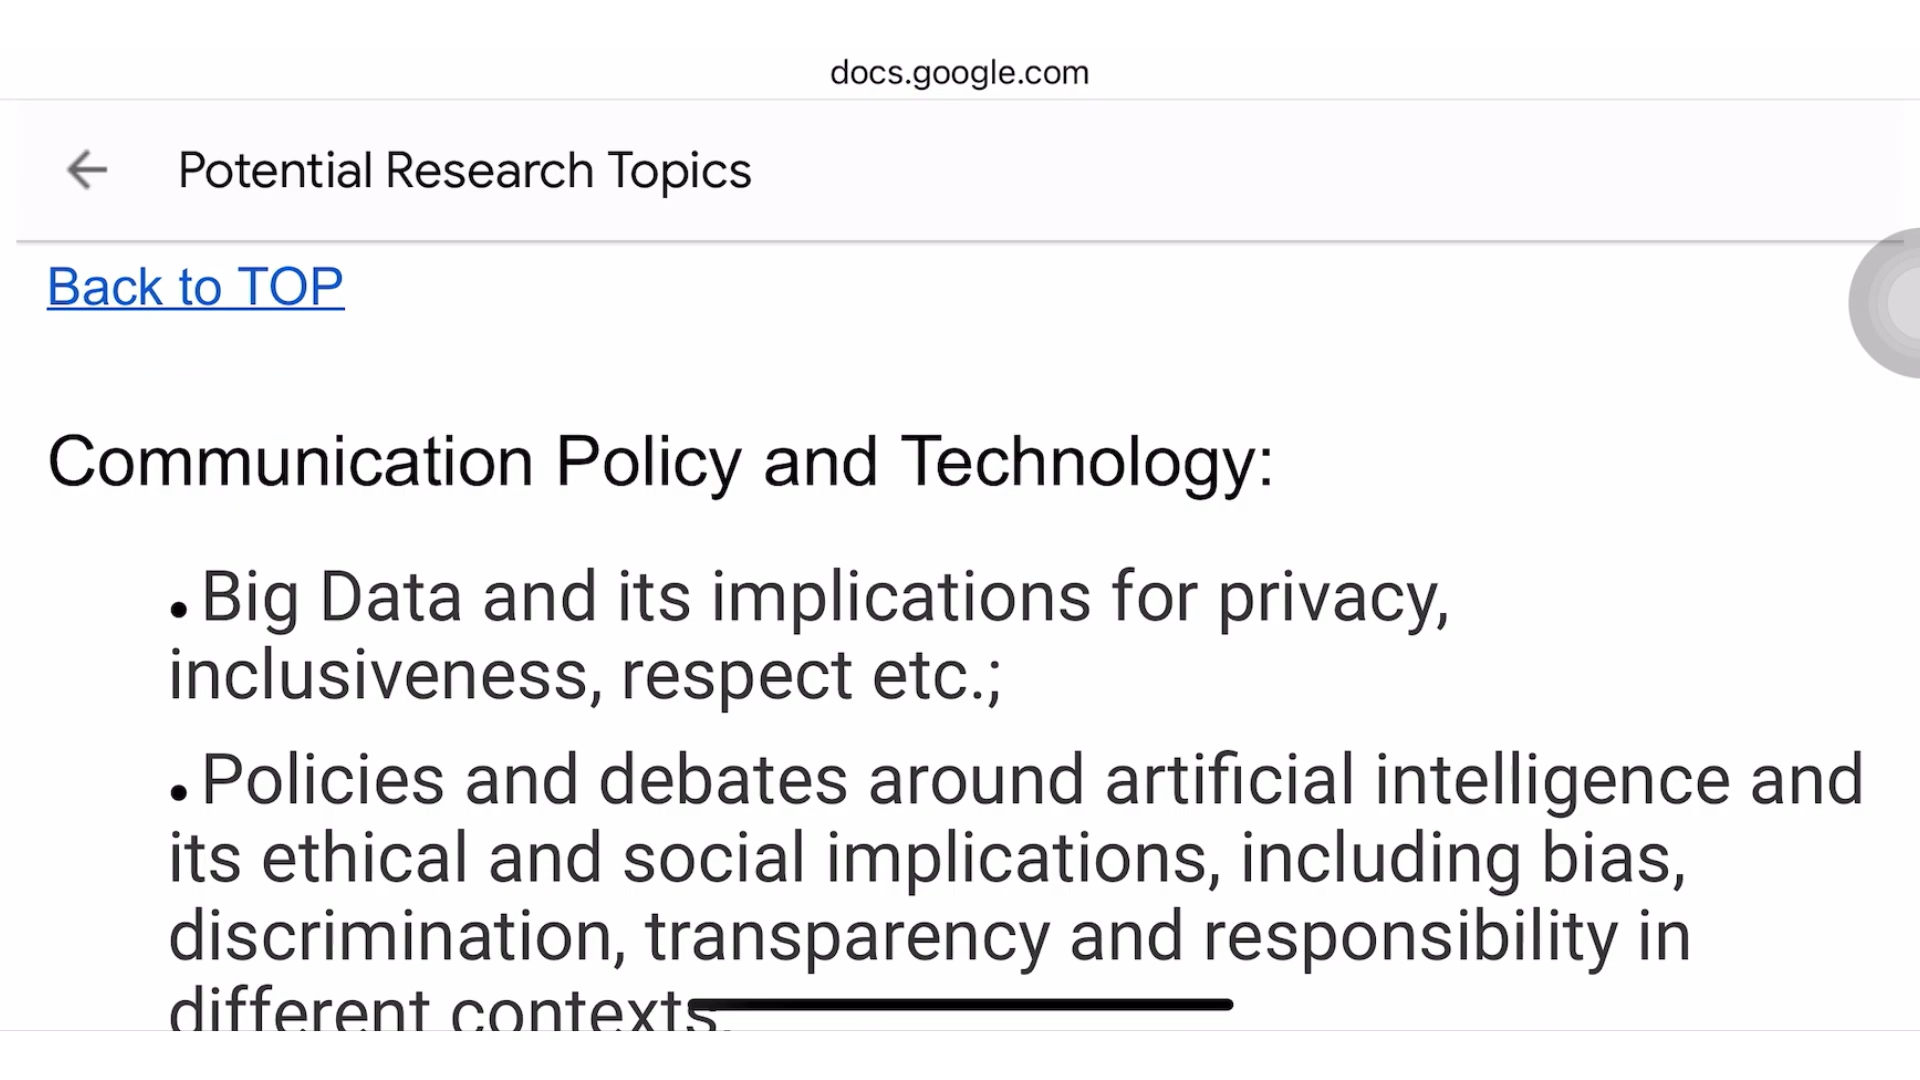 docs.google.com
Potential Research Topics
Back to TOP
Communication Policy and Technology:
• Big Data and its implications for privacy,
inclusiveness, respect etc.;
• Policies and debates around artificial intelligence and
its ethical and social implications, including bias,
discrimination, transparency and responsibility in
different contexts.